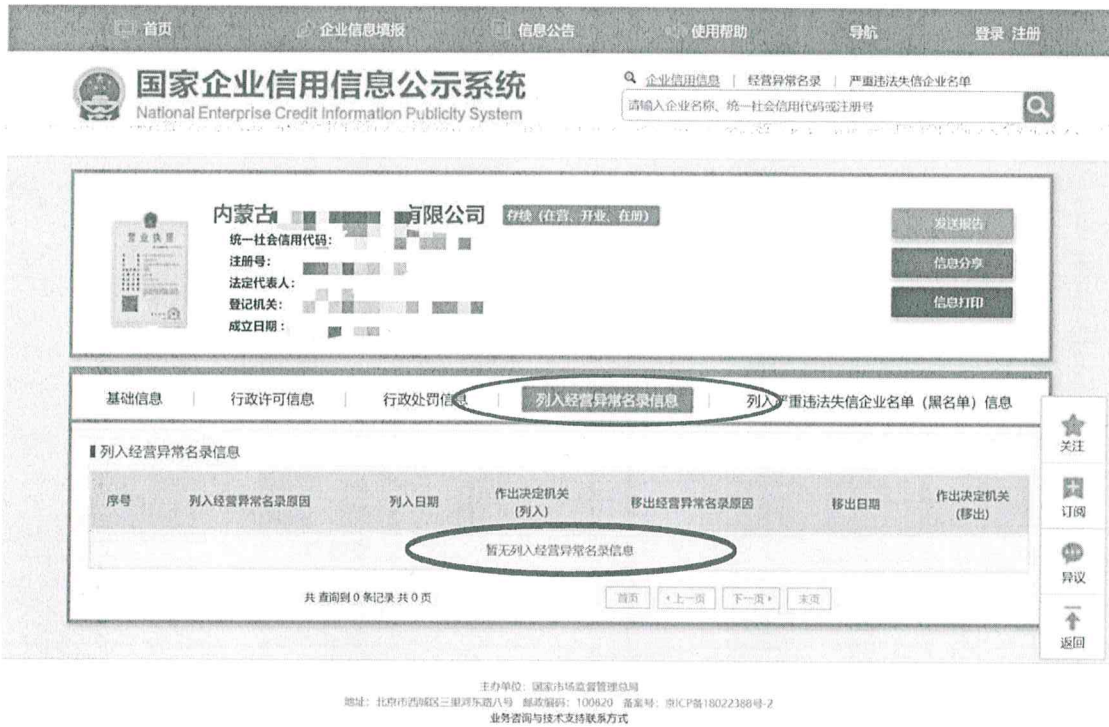 首页 企业信息填报 信息公告 使用帮助 导航 登录 注册
国家企业信用信息公示系统
National Enterprise Credit Information Publicity System
企业信用信息 | 经营异常名录 | 严重违法失信企业名单
请输入企业名称、统一社会信用代码或注册号
内蒙古 有限公司 存续（在营、开业、在册）
统一社会信用代码：
注册号：
法定代表人：
登记机关：
成立日期：
营业执照
发送报告
信息分享
信息打印
基础信息 | 行政许可信息 | 行政处罚信息 | 列入经营异常名录信息 | 列入严重违法失信企业名单（黑名单）信息
列入经营异常名录信息
序号 列入经营异常名录原因 列入日期 作出决定机关(列入) 移出经营异常名录原因 移出日期 作出决定机关(移出)
暂无列入经营异常名录信息
共 查询到 0 条记录 共 0 页 首页 上一页 下一页 末页
关注
订阅
异议
返回
主办单位：国家市场监督管理总局
地址：北京市西城区三里河东路八号 邮政编码：100820 备案号：京ICP备18022388号-2
业务咨询与技术支持联系方式